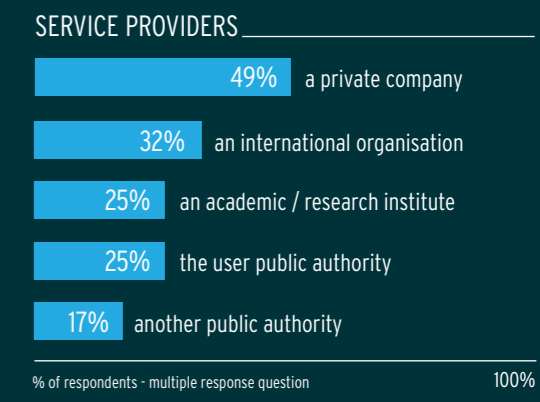 SERVICE PROVIDERS
49% a private company
32% an international organisation
25% an academic / research institute
25% the user public authority
17% another public authority
% of respondents - multiple response question 100%